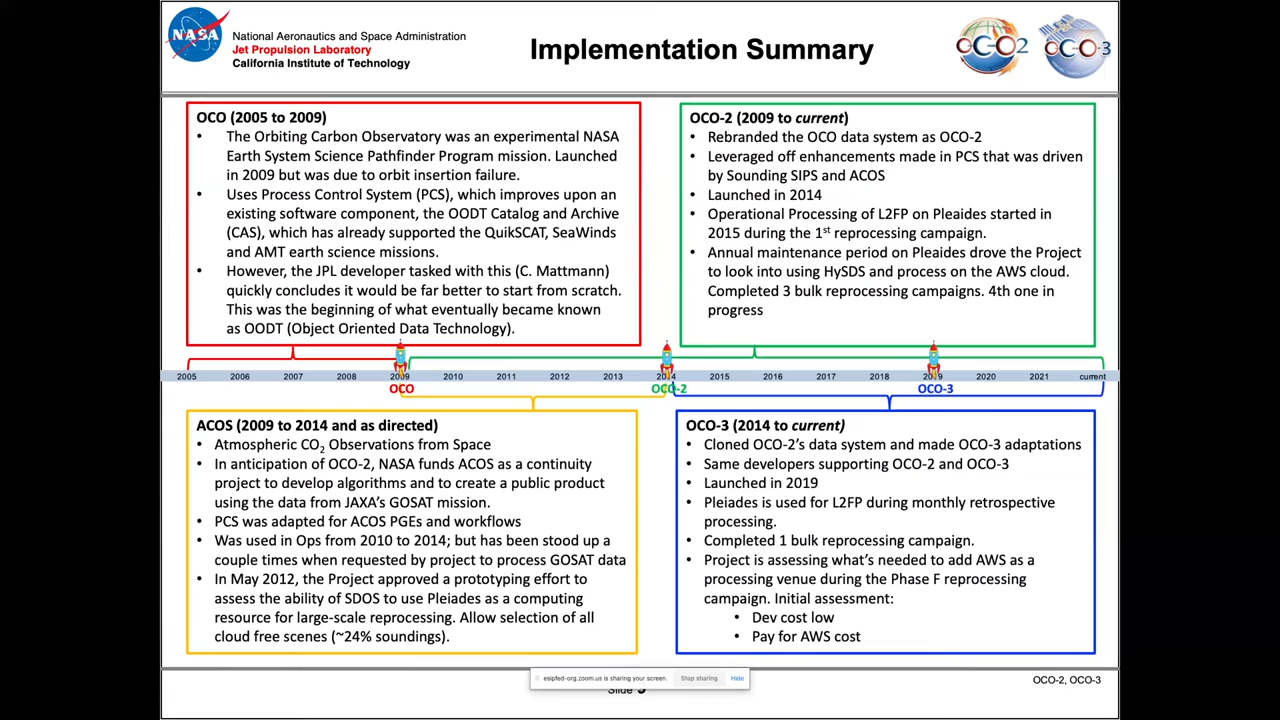 NASA
National Aeronautics and Space Administration
Jet Propulsion Laboratory
California Institute of Technology
Implementation Summary
OCO2
OCO-3
OCO (2005 to 2009)
• The Orbiting Carbon Observatory was an experimental NASA
Earth System Science Pathfinder Program mission. Launched
in 2009 but was due to orbit insertion failure.
• Uses Process Control System (PCS), which improves upon an
existing software component, the OODT Catalog and Archive
(CAS), which has already supported the QuikSCAT, SeaWinds
and AMT earth science missions.
• However, the JPL developer tasked with this (C. Mattmann)
quickly concludes it would be far better to start from scratch.
This was the beginning of what eventually became known
as OODT (Object Oriented Data Technology).
OCO-2 (2009 to current)
• Rebranded the OCO data system as OCO-2
• Leveraged off enhancements made in PCS that was driven
by Sounding SIPS and ACOS
• Launched in 2014
• Operational Processing of L2FP on Pleaides started in
2015 during the 1st reprocessing campaign.
• Annual maintenance period on Pleaides drove the Project
to look into using HySDS and process on the AWS cloud.
Completed 3 bulk reprocessing campaigns. 4th one in
progress
2005 2006 2007 2008 2009 2010 2011 2012 2013 2014 2015 2016 2017 2018 2019 2020 2021 current
OCO OCO-2 OCO-3
ACOS (2009 to 2014 and as directed)
• Atmospheric CO2 Observations from Space
• In anticipation of OCO-2, NASA funds ACOS as a continuity
project to develop algorithms and to create a public product
using the data from JAXA's GOSAT mission.
• PCS was adapted for ACOS PGEs and workflows
• Was used in Ops from 2010 to 2014; but has been stood up a
couple times when requested by project to process GOSAT data
• In May 2012, the Project approved a prototyping effort to
assess the ability of SDOS to use Pleiades as a computing
resource for large-scale reprocessing. Allow selection of all
cloud free scenes (~24% soundings).
OCO-3 (2014 to current)
• Cloned OCO-2's data system and made OCO-3 adaptations
• Same developers supporting OCO-2 and OCO-3
• Launched in 2019
• Pleiades is used for L2FP during monthly retrospective
processing.
• Completed 1 bulk reprocessing campaign.
• Project is assessing what's needed to add AWS as a
processing venue during the Phase F reprocessing
campaign. Initial assessment:
• Dev cost low
• Pay for AWS cost
esipfed-org.zoom.us is sharing your screen. Stop sharing Hide
Slide
OCO-2, OCO-3